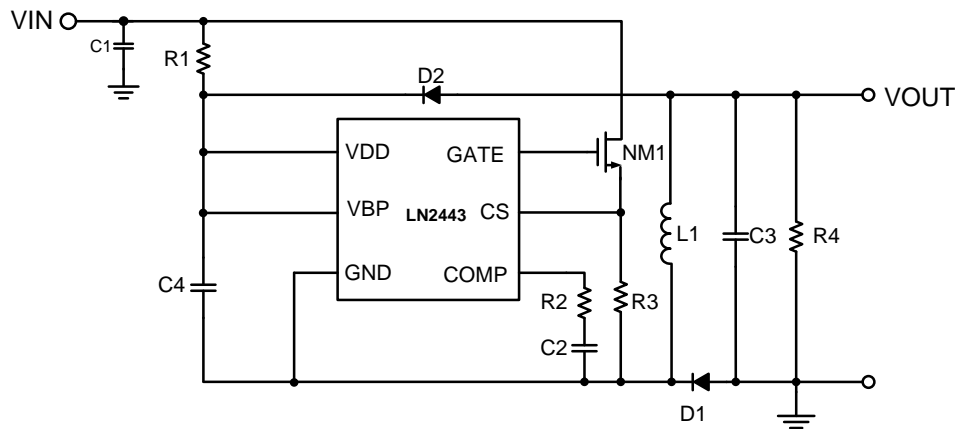 VIN
C1
R1
D2
VOUT
VDD
GATE
NM1
VBP
LN2443
CS
L1
C3
R4
GND
COMP
C4
R2
R3
C2
D1